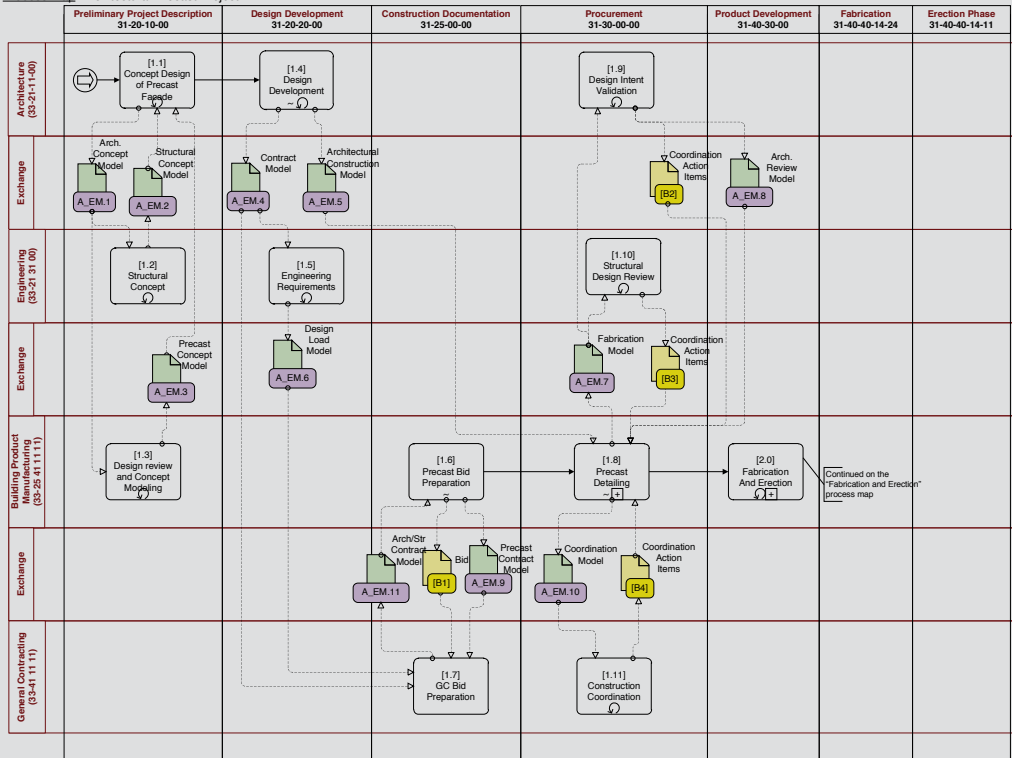 Preliminary Project Description
31-20-10-00
Design Development
31-20-20-00
Construction Documentation
31-25-00-00
Procurement
31-30-00-00
Product Development
31-40-30-00
Fabrication
31-40-40-14-24
Erection Phase
31-40-40-14-11
Architecture
(33-21-11-00)
[1.1]
Concept Design
of Precast
Façade
[1.4]
Design
Development
~
[1.9]
Design Intent
Validation
Exchange
Arch.
Concept
Model
A_EM.1
Structural
Concept
Model
A_EM.2
Contract
Model
A_EM.4
Architectural
Construction
Model
A_EM.5
Coordination
Action
Items
[B2]
Arch.
Review
Model
A_EM.8
Engineering
(33-21 31 00)
[1.2]
Structural
Concept
[1.5]
Engineering
Requirements
[1.10]
Structural
Design Review
Exchange
Precast
Concept
Model
A_EM.3
Design
Load
Model
A_EM.6
Fabrication
Model
A_EM.7
Coordination
Action
Items
[B3]
Building Product
Manufacturing
(33-25 41 11 11)
[1.3]
Design review
and Concept
Modeling
[1.6]
Precast Bid
Preparation
~
[1.8]
Precast
Detailing
~ +
[2.0]
Fabrication
And Erection
+
Continued on the
"Fabrication and Erection"
process map
Exchange
Arch/Str
Contract
Model
A_EM.11
Bid
[B1]
Precast
Contract
Model
A_EM.9
Coordination
Model
A_EM.10
Coordination
Action
Items
[B4]
General Contracting
(33-41 11 11 11)
[1.7]
GC Bid
Preparation
[1.11]
Construction
Coordination